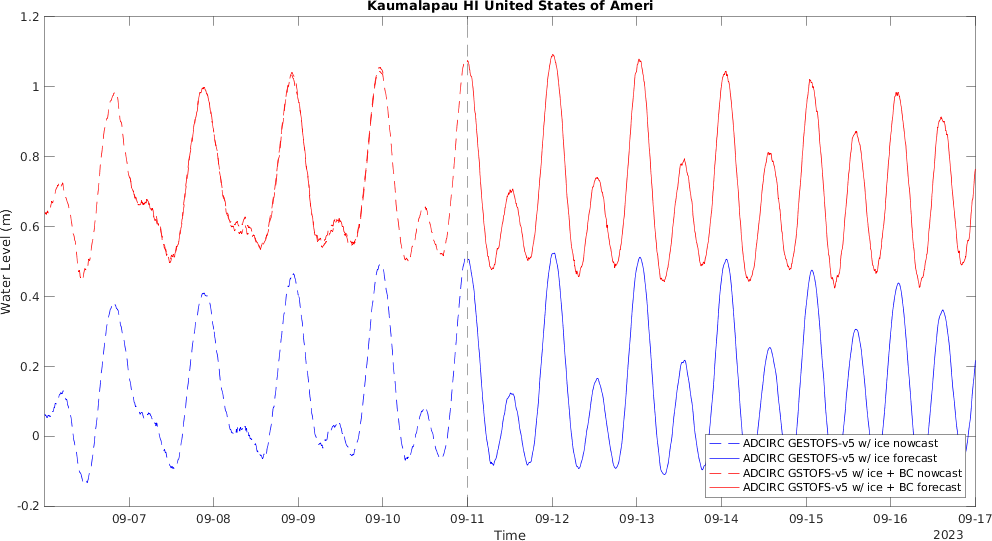 Kaumalapau HI United States of Ameri
1.2
1
0.8
0.6
0.4
0.2
0
-0.2
Water Level (m)
ADCIRC GESTOFS-v5 w/ ice nowcast
ADCIRC GESTOFS-v5 w/ ice forecast
ADCIRC GSTOFS-v5 w/ ice + BC nowcast
ADCIRC GSTOFS-v5 w/ ice + BC forecast
09-07 09-08 09-09 09-10 09-11 09-12 09-13 09-14 09-15 09-16 09-17
Time
2023